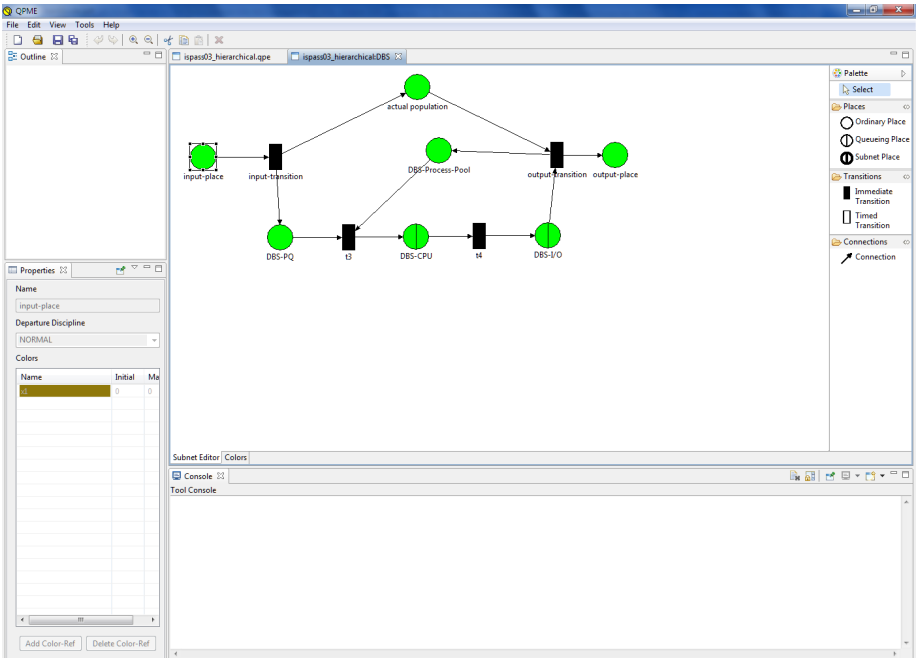 QPME
File Edit View Tools Help
Outline
ispass03_hierarchical.qpe
ispass03_hierarchical:DBS
Palette
Select
Places
Ordinary Place
Queueing Place
Subnet Place
Transitions
Immediate
Transition
Timed
Transition
Connections
Connection
actual population
input-place
input-transition
DBS-Process-Pool
output-transition
output-place
DBS-PQ
t3
DBS-CPU
t4
DBS-I/O
Properties
Name
input-place
Departure Discipline
NORMAL
Colors
Name Initial Ma
x1 0 0
Add Color-Ref Delete Color-Ref
Subnet Editor Colors
Console
Tool Console